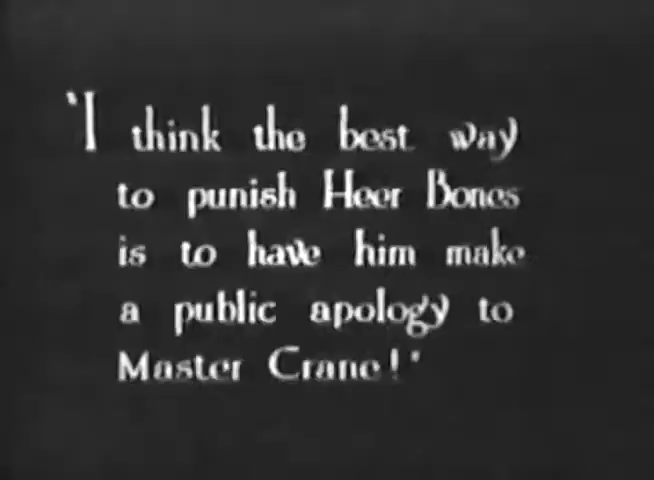 "I think the best way
to punish Heer Bones
is to have him make
a public apology to
Master Crane!"